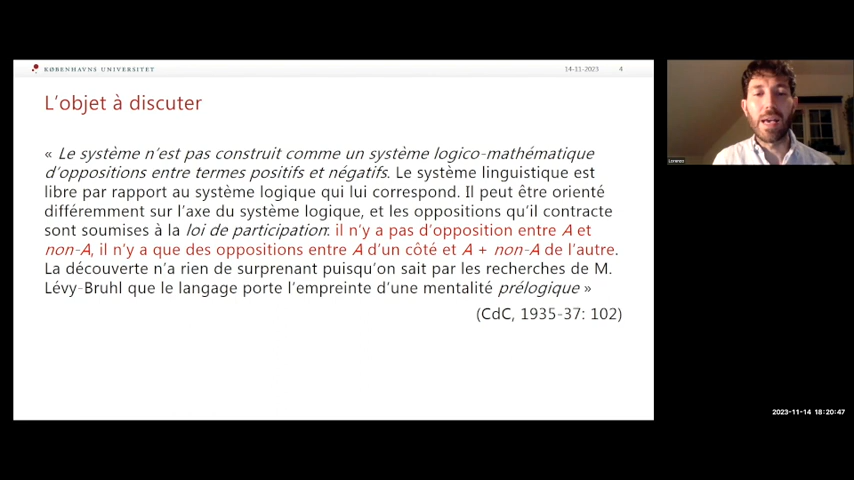 KØBENHAVNS UNIVERSITET
14-11-2023 4
L'objet à discuter
« Le système n'est pas construit comme un système logico-mathématique
d'oppositions entre termes positifs et négatifs. Le système linguistique est
libre par rapport au système logique qui lui correspond. Il peut être orienté
différemment sur l'axe du système logique, et les oppositions qu'il contracte
sont soumises à la loi de participation: il n'y a pas d'opposition entre A et
non-A, il n'y a que des oppositions entre A d'un côté et A + non-A de l'autre.
La découverte n'a rien de surprenant puisqu'on sait par les recherches de M.
Lévy-Bruhl que le langage porte l'empreinte d'une mentalité prélogique »
(CdC, 1935-37: 102)
Lorenzo
2023-11-14 18:20:47